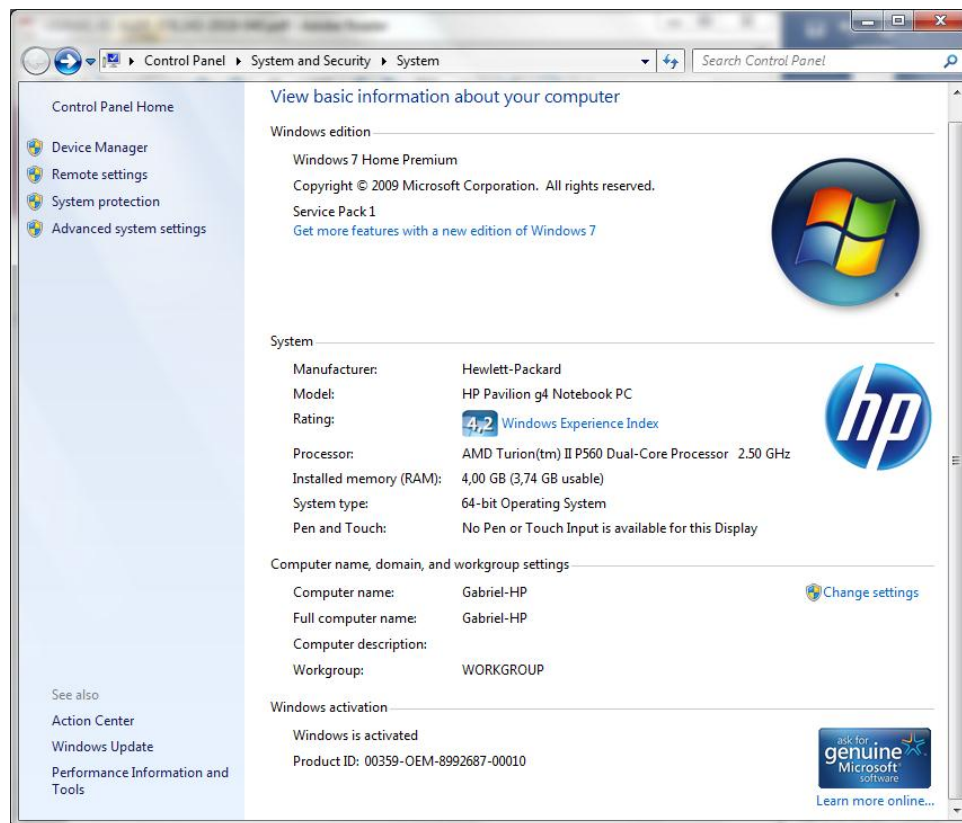 Control Panel ▸ System and Security ▸ System
Search Control Panel
Control Panel Home
Device Manager
Remote settings
System protection
Advanced system settings
See also
Action Center
Windows Update
Performance Information and
Tools
View basic information about your computer
Windows edition
Windows 7 Home Premium
Copyright © 2009 Microsoft Corporation. All rights reserved.
Service Pack 1
Get more features with a new edition of Windows 7
System
Manufacturer: Hewlett-Packard
Model: HP Pavilion g4 Notebook PC
Rating: 4,2 Windows Experience Index
Processor: AMD Turion(tm) II P560 Dual-Core Processor 2.50 GHz
Installed memory (RAM): 4,00 GB (3,74 GB usable)
System type: 64-bit Operating System
Pen and Touch: No Pen or Touch Input is available for this Display
hp
Computer name, domain, and workgroup settings
Computer name: Gabriel-HP
Change settings
Full computer name: Gabriel-HP
Computer description:
Workgroup: WORKGROUP
Windows activation
Windows is activated
Product ID: 00359-OEM-8992687-00010
ask for
genuine
Microsoft
software
Learn more online...